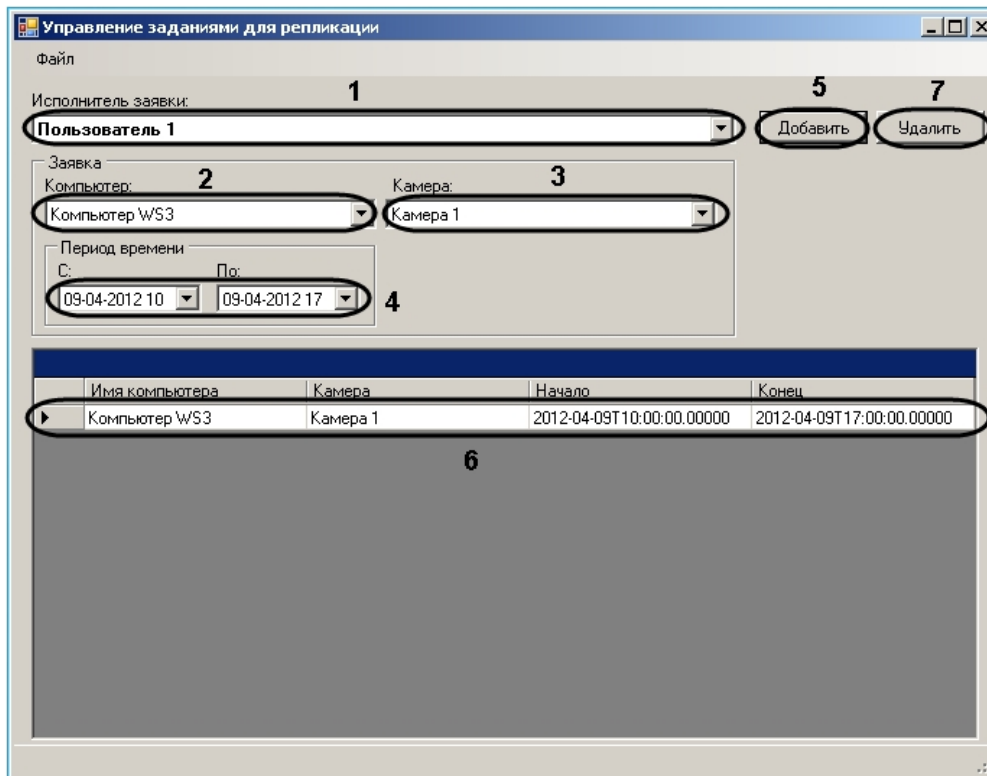 Управление заданиями для репликации
Файл
1
5
7
Исполнитель заявки:
Пользователь 1
Добавить
Удалить
Заявка
2
3
Компьютер:
Камера:
Компьютер WS3
Камера 1
Период времени
С:
По:
09-04-2012 10
09-04-2012 17
4
Имя компьютера
Камера
Начало
Конец
Компьютер WS3
Камера 1
2012-04-09T10:00:00.00000
2012-04-09T17:00:00.00000
6